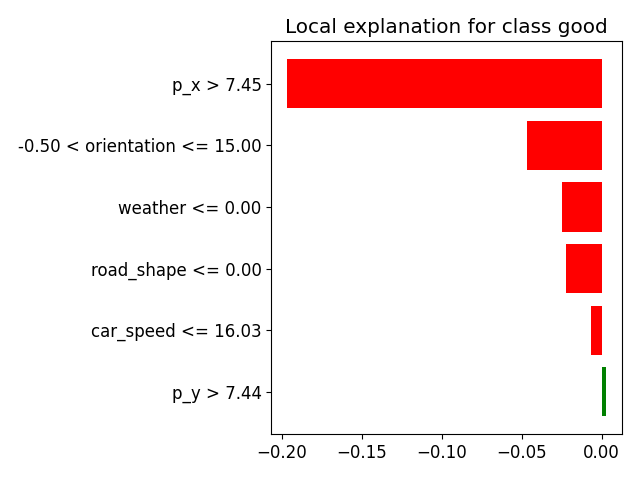 Local explanation for class good
p_x > 7.45
-0.50 < orientation <= 15.00
weather <= 0.00
road_shape <= 0.00
car_speed <= 16.03
p_y > 7.44
−0.20 −0.15 −0.10 −0.05 0.00